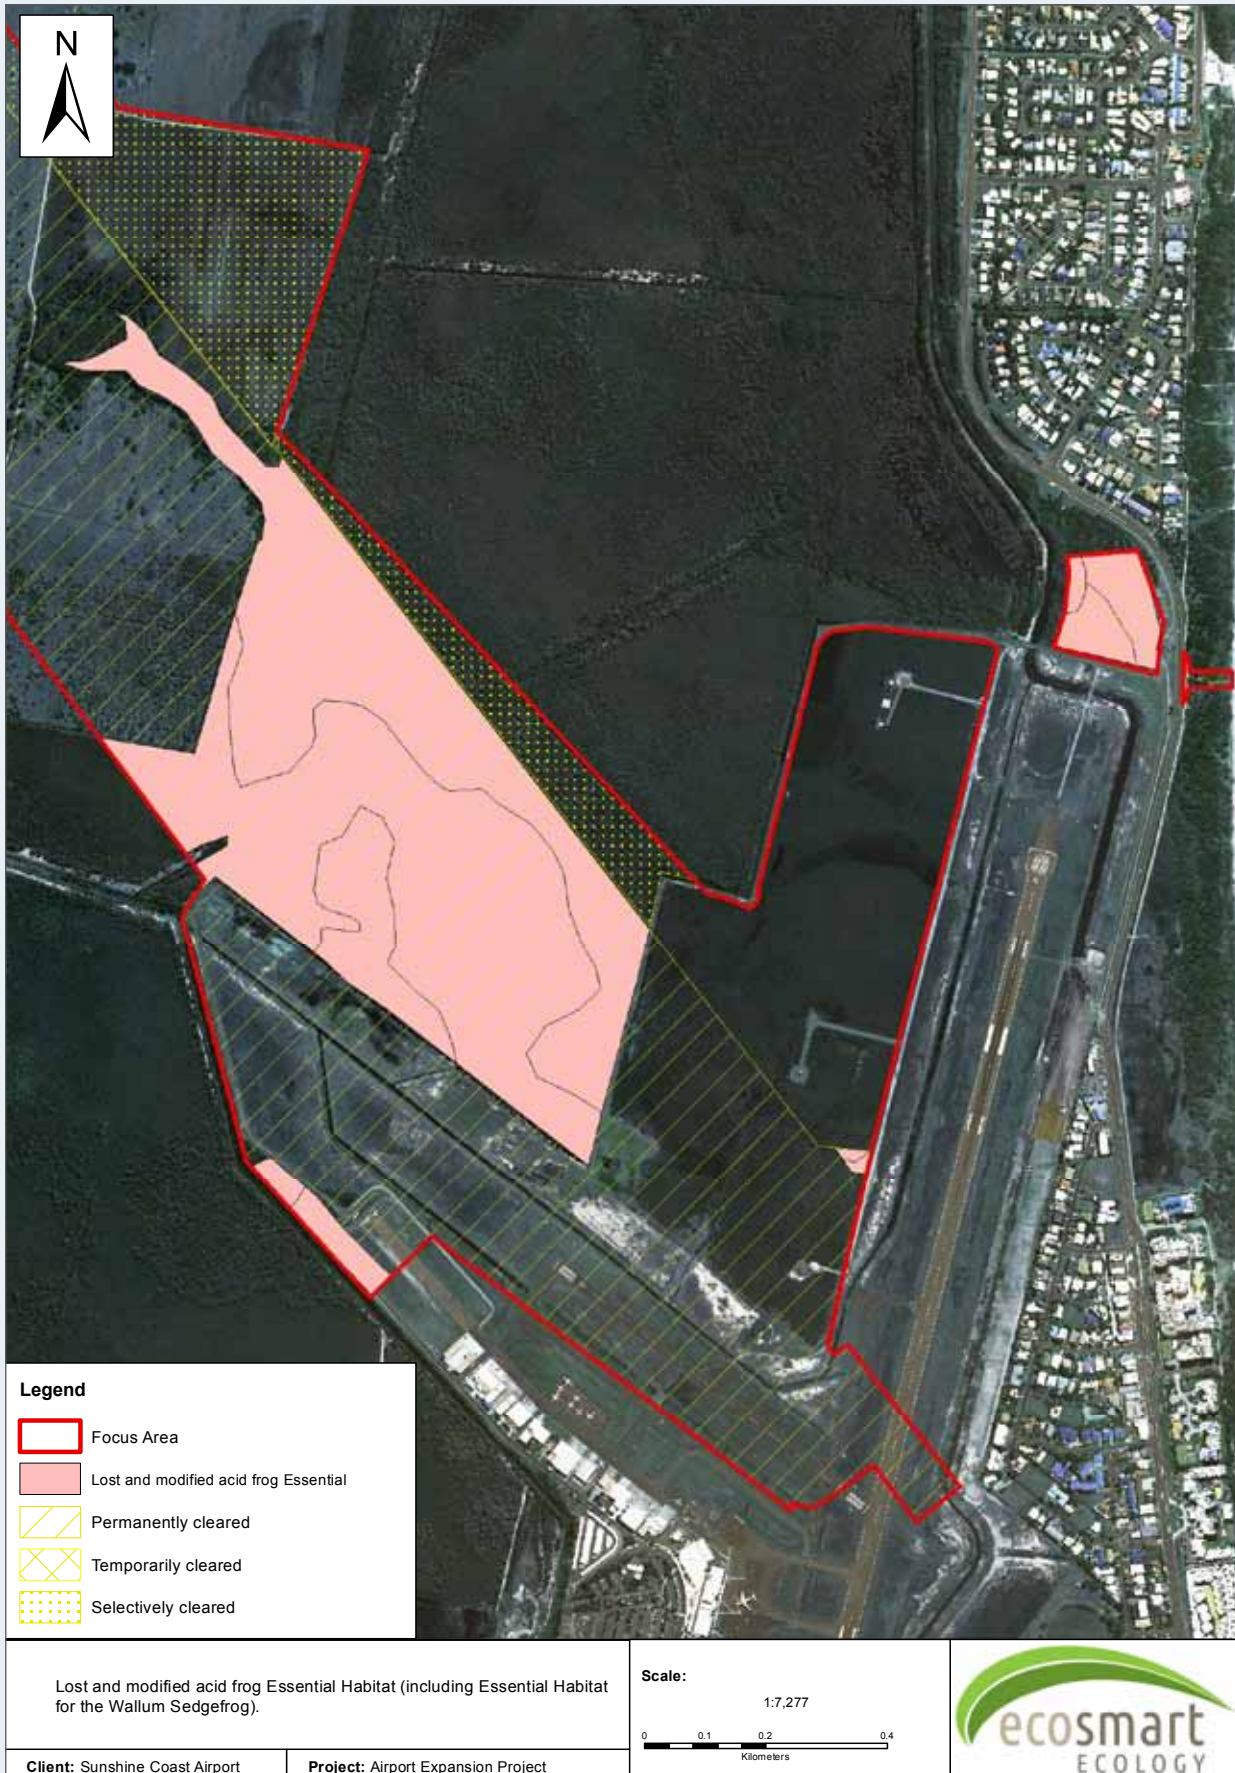 N
Legend
Focus Area
Lost and modified acid frog Essential
Permanently cleared
Temporarily cleared
Selectively cleared
Lost and modified acid frog Essential Habitat (including Essential Habitat
for the Wallum Sedgefrog).
Scale:
1:7,277
0 0.1 0.2 0.4
Kilometers
Client: Sunshine Coast Airport
Project: Airport Expansion Project
ecosmart
ECOLOGY